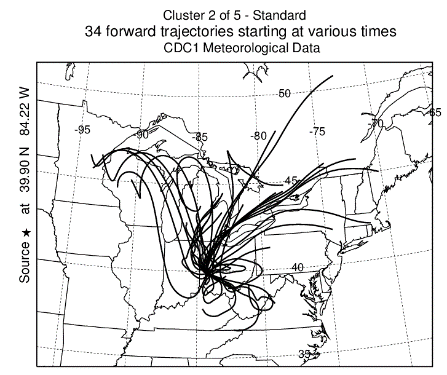 Cluster 2 of 5 - Standard
34 forward trajectories starting at various times
CDC1 Meteorological Data
Source ★ at 39.90 N 84.22 W
50
-95
-90
-85
-80
-75
-70
-65
45
40
35